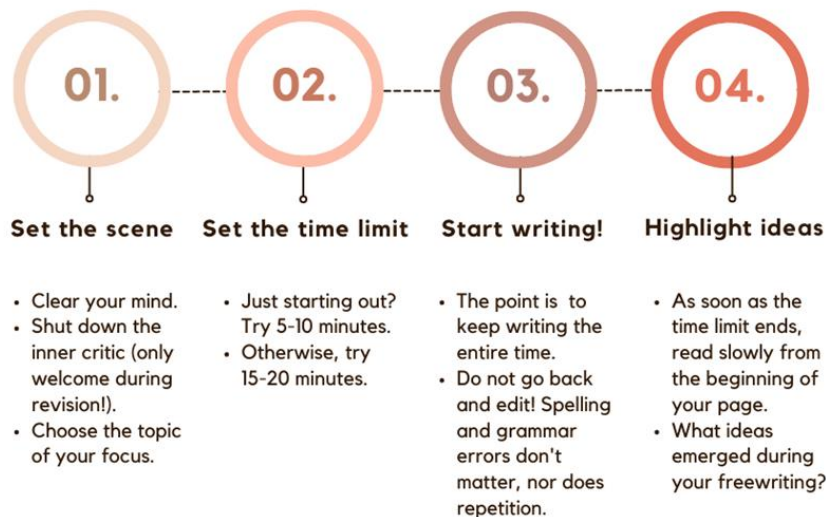 01.
02.
03.
04.
Set the scene
Set the time limit
Start writing!
Highlight ideas
• Clear your mind.
• Shut down the
inner critic (only
welcome during
revision!).
• Choose the topic
of your focus.
• Just starting out?
Try 5-10 minutes.
• Otherwise, try
15-20 minutes.
• The point is to
keep writing the
entire time.
• Do not go back
and edit! Spelling
and grammar
errors don't
matter, nor does
repetition.
• As soon as the
time limit ends,
read slowly from
the beginning of
your page.
• What ideas
emerged during
your freewriting?